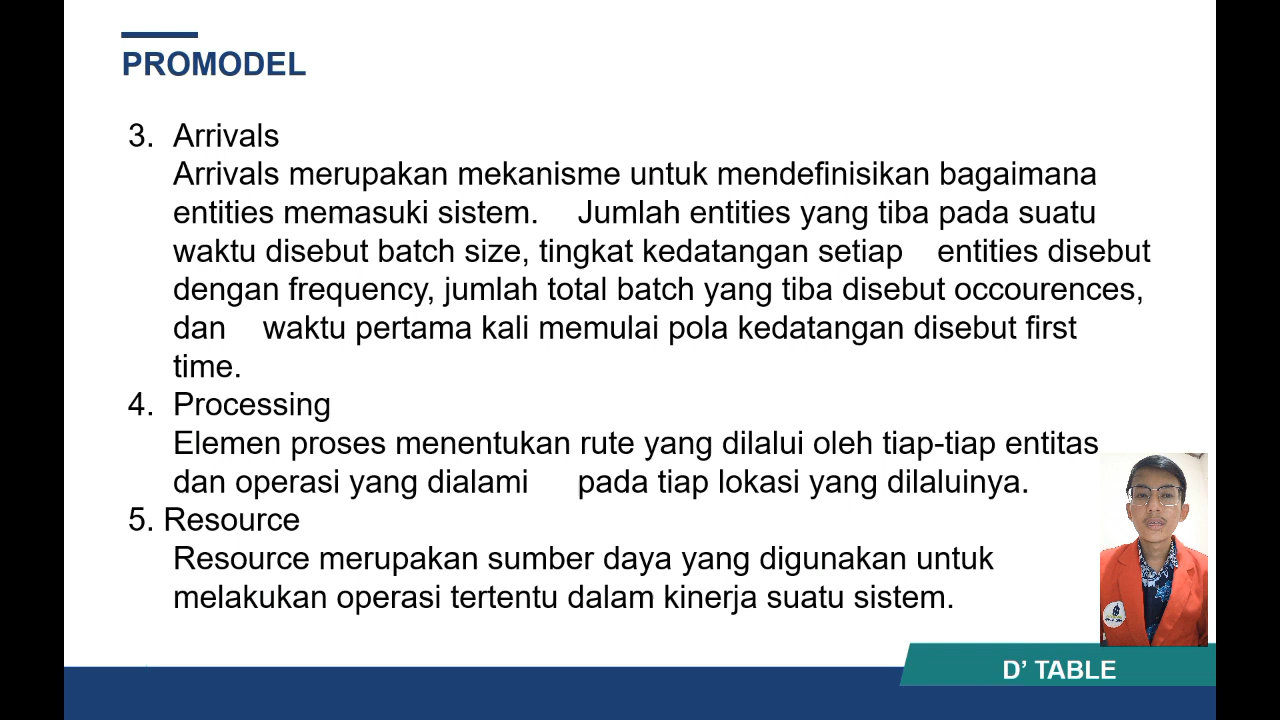 PROMODEL
3. Arrivals
Arrivals merupakan mekanisme untuk mendefinisikan bagaimana
entities memasuki sistem. Jumlah entities yang tiba pada suatu
waktu disebut batch size, tingkat kedatangan setiap entities disebut
dengan frequency, jumlah total batch yang tiba disebut occourences,
dan waktu pertama kali memulai pola kedatangan disebut first
time.
4. Processing
Elemen proses menentukan rute yang dilalui oleh tiap-tiap entitas
dan operasi yang dialami pada tiap lokasi yang dilaluinya.
5. Resource
Resource merupakan sumber daya yang digunakan untuk
melakukan operasi tertentu dalam kinerja suatu sistem.
D’ TABLE